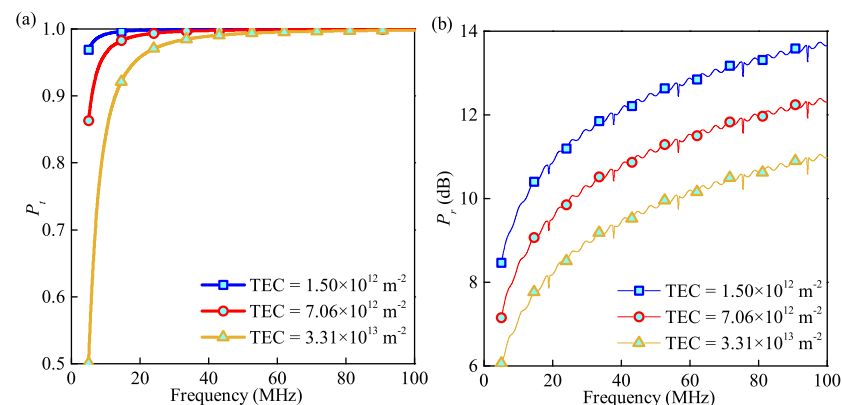 (a)
1.0
0.9
0.8
0.7
0.6
0.5
P_t
0 20 40 60 80 100
Frequency (MHz)
TEC = 1.50×10^12 m^-2
TEC = 7.06×10^12 m^-2
TEC = 3.31×10^13 m^-2
(b)
14
12
10
8
6
P_r (dB)
0 20 40 60 80 100
Frequency (MHz)
TEC = 1.50×10^12 m^-2
TEC = 7.06×10^12 m^-2
TEC = 3.31×10^13 m^-2